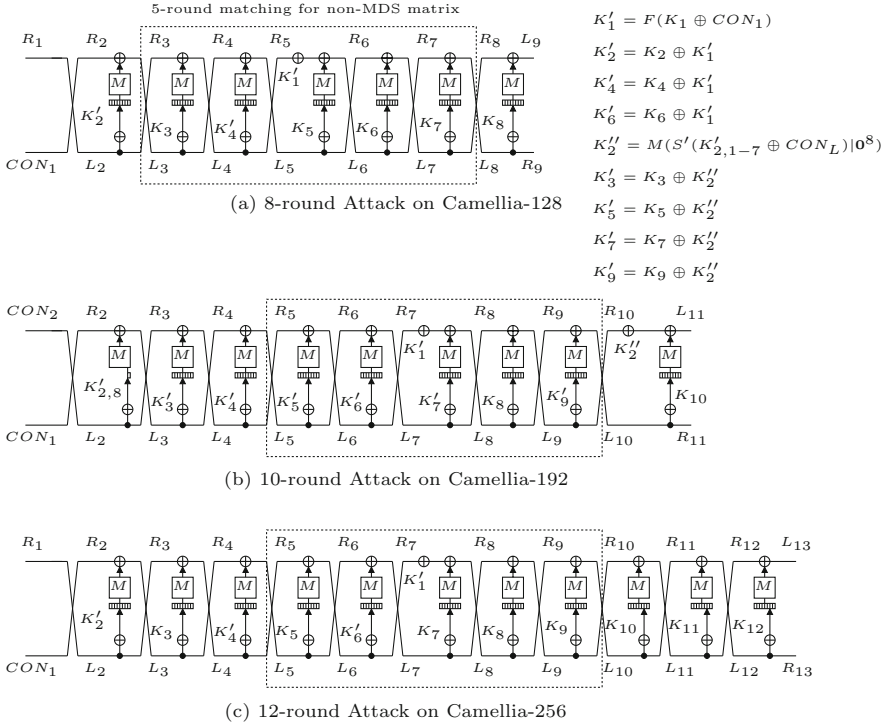 5-round matching for non-MDS matrix
R₁ R₂ R₃ R₄ R₅ R₆ R₇ R₈ L₉
K′₁
M M M M M M M
K′₂ K₃ K′₄ K₅ K₆ K₇ K₈
CON₁ L₂ L₃ L₄ L₅ L₆ L₇ L₈ R₉
(a) 8-round Attack on Camellia-128
K′₁ = F(K₁ ⊕ CON₁)
K′₂ = K₂ ⊕ K′₁
K′₄ = K₄ ⊕ K′₁
K′₆ = K₆ ⊕ K′₁
K″₂ = M(S′(K′₂,₁₋₇ ⊕ CON_L)|𝟎⁸)
K′₃ = K₃ ⊕ K″₂
K′₅ = K₅ ⊕ K″₂
K′₇ = K₇ ⊕ K″₂
K′₉ = K₉ ⊕ K″₂
CON₂ R₂ R₃ R₄ R₅ R₆ R₇ R₈ R₉ R₁₀ L₁₁
K′₁ K″₂
M M M M M M M M M
K′₂,₈ K′₃ K′₄ K′₅ K′₆ K′₇ K₈ K′₉ K₁₀
CON₁ L₂ L₃ L₄ L₅ L₆ L₇ L₈ L₉ L₁₀ R₁₁
(b) 10-round Attack on Camellia-192
R₁ R₂ R₃ R₄ R₅ R₆ R₇ R₈ R₉ R₁₀ R₁₁ R₁₂ L₁₃
K′₁
M M M M M M M M M M M
K′₂ K₃ K′₄ K₅ K′₆ K₇ K₈ K₉ K₁₀ K₁₁ K₁₂
CON₁ L₂ L₃ L₄ L₅ L₆ L₇ L₈ L₉ L₁₀ L₁₁ L₁₂ R₁₃
(c) 12-round Attack on Camellia-256